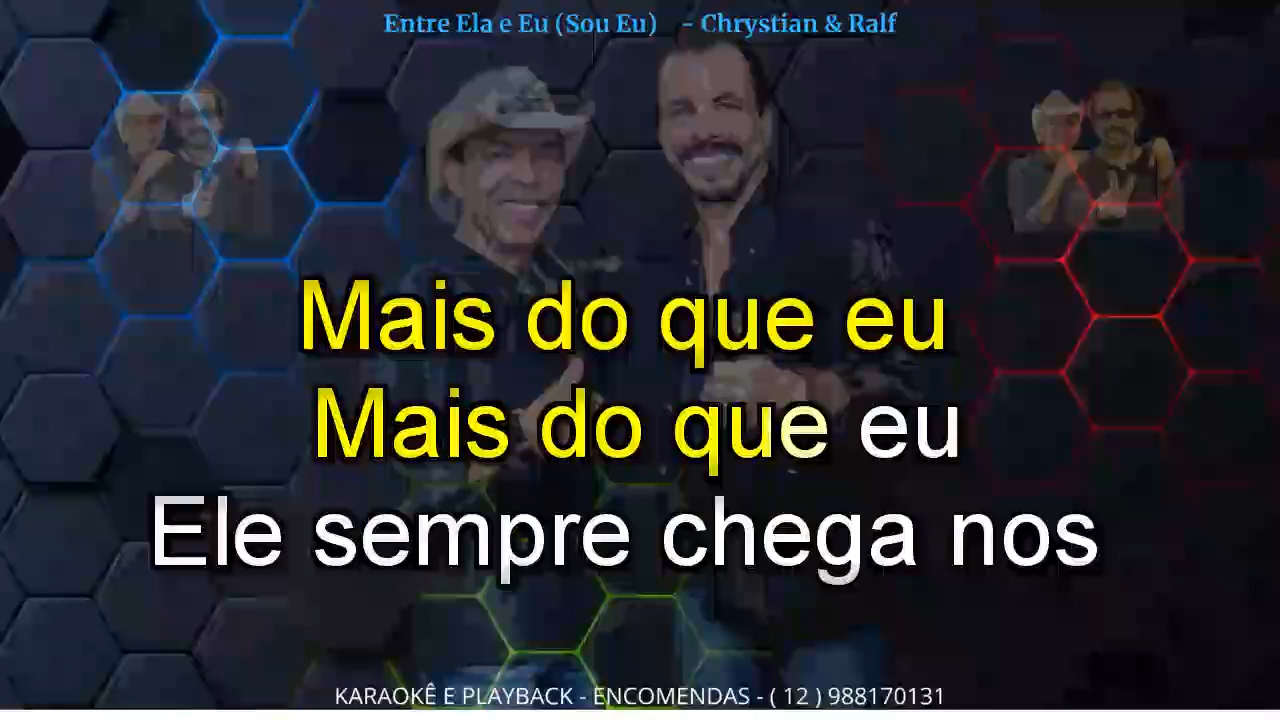 Entre Ela e Eu (Sou Eu) - Chrystian & Ralf
Mais do que eu
Mais do que eu
Ele sempre chega nos
KARAOKÊ E PLAYBACK - ENCOMENDAS - ( 12 ) 988170131